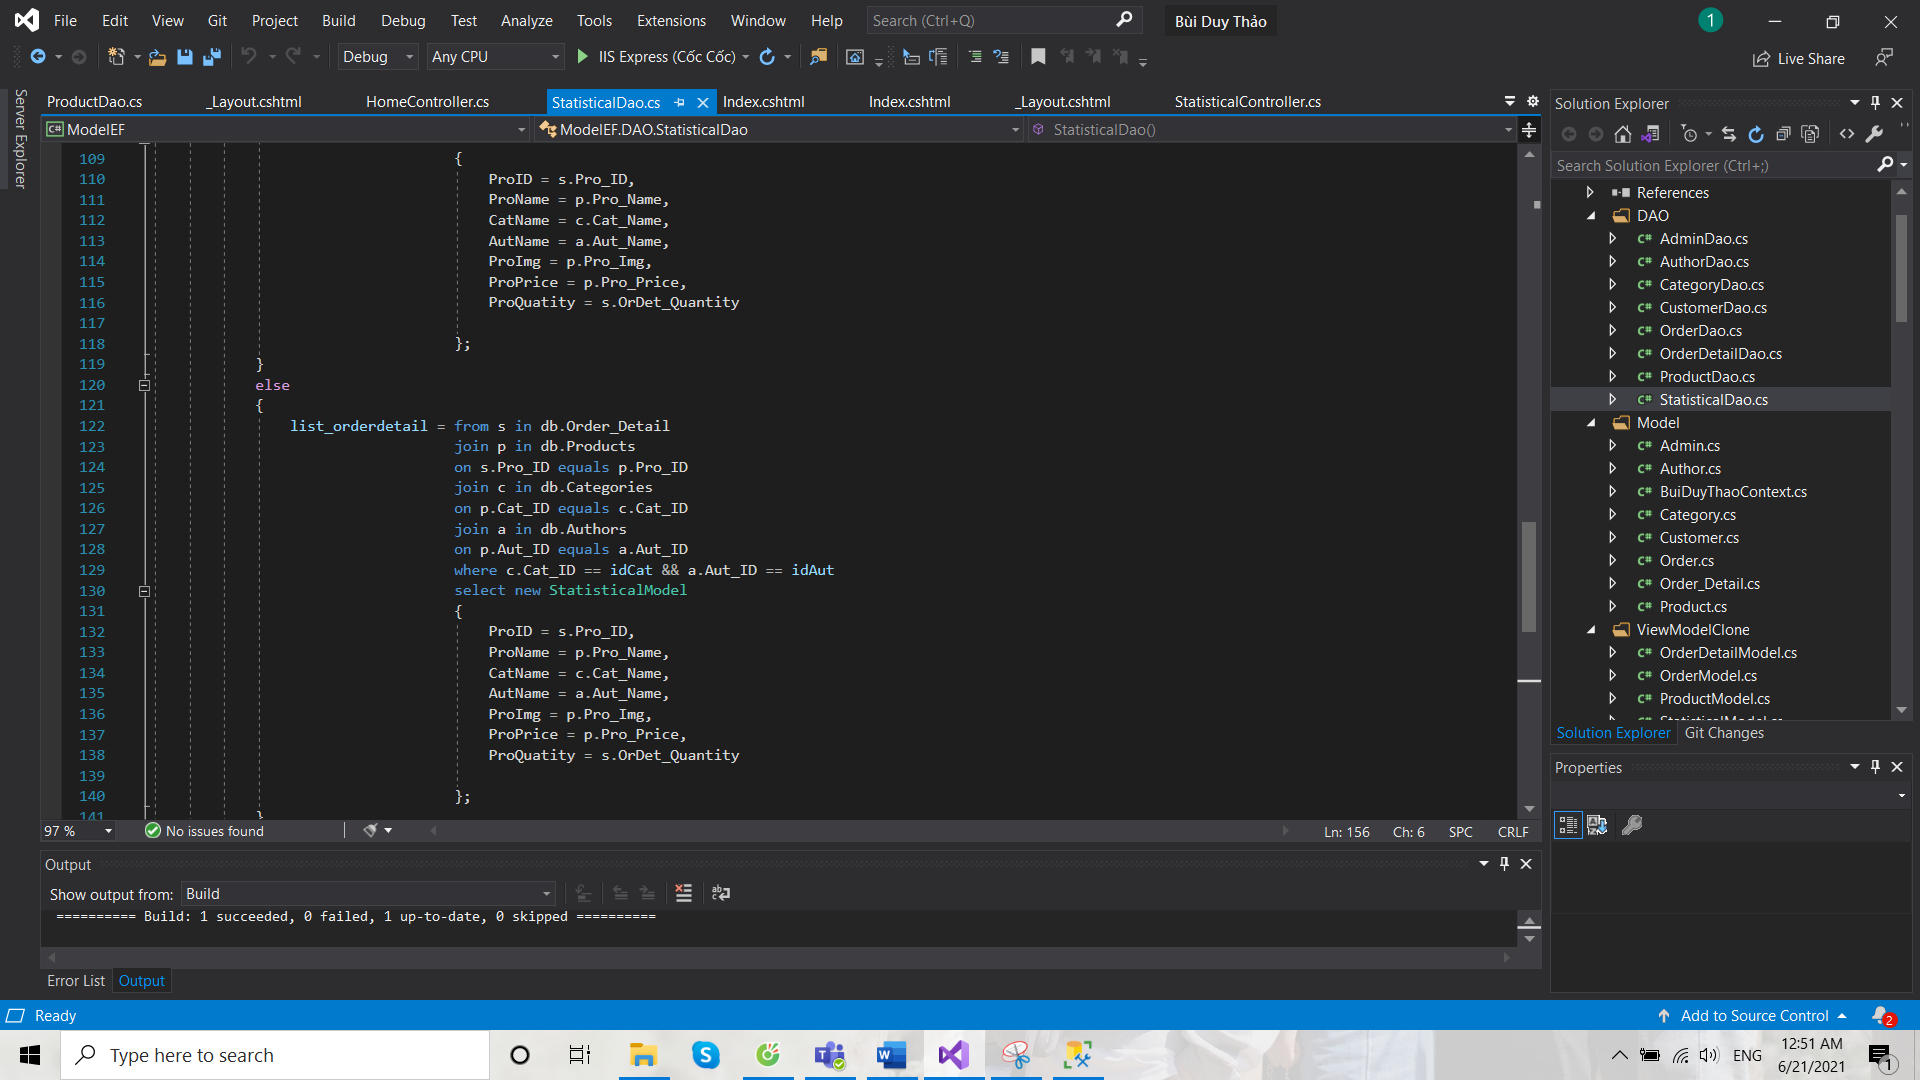 File Edit View Git Project Build Debug Test Analyze Tools Extensions Window Help Search (Ctrl+Q) Bùi Duy Thảo 1
Debug Any CPU IIS Express (Cốc Cốc) Live Share
Server Explorer
ProductDao.cs _Layout.cshtml HomeController.cs StatisticalDao.cs Index.cshtml Index.cshtml _Layout.cshtml StatisticalController.cs
C# ModelEF ModelEF.DAO.StatisticalDao StatisticalDao()
109 {
110 ProID = s.Pro_ID,
111 ProName = p.Pro_Name,
112 CatName = c.Cat_Name,
113 AutName = a.Aut_Name,
114 ProImg = p.Pro_Img,
115 ProPrice = p.Pro_Price,
116 ProQuatity = s.OrDet_Quantity
117
118 };
119 }
120 else
121 {
122 list_orderdetail = from s in db.Order_Detail
123 join p in db.Products
124 on s.Pro_ID equals p.Pro_ID
125 join c in db.Categories
126 on p.Cat_ID equals c.Cat_ID
127 join a in db.Authors
128 on p.Aut_ID equals a.Aut_ID
129 where c.Cat_ID == idCat && a.Aut_ID == idAut
130 select new StatisticalModel
131 {
132 ProID = s.Pro_ID,
133 ProName = p.Pro_Name,
134 CatName = c.Cat_Name,
135 AutName = a.Aut_Name,
136 ProImg = p.Pro_Img,
137 ProPrice = p.Pro_Price,
138 ProQuatity = s.OrDet_Quantity
139
140 };
141 }
97 % No issues found Ln: 156 Ch: 6 SPC CRLF
Output
Show output from: Build
========== Build: 1 succeeded, 0 failed, 1 up-to-date, 0 skipped ==========
Error List Output
Solution Explorer
Search Solution Explorer (Ctrl+;)
References
DAO
C# AdminDao.cs
C# AuthorDao.cs
C# CategoryDao.cs
C# CustomerDao.cs
C# OrderDao.cs
C# OrderDetailDao.cs
C# ProductDao.cs
C# StatisticalDao.cs
Model
C# Admin.cs
C# Author.cs
C# BuiDuyThaoContext.cs
C# Category.cs
C# Customer.cs
C# Order.cs
C# Order_Detail.cs
C# Product.cs
ViewModelClone
C# OrderDetailModel.cs
C# OrderModel.cs
C# ProductModel.cs
C# StatisticalModel.cs
Solution Explorer Git Changes
Properties
Ready Add to Source Control 2
Type here to search ENG 12:51 AM
6/21/2021 1